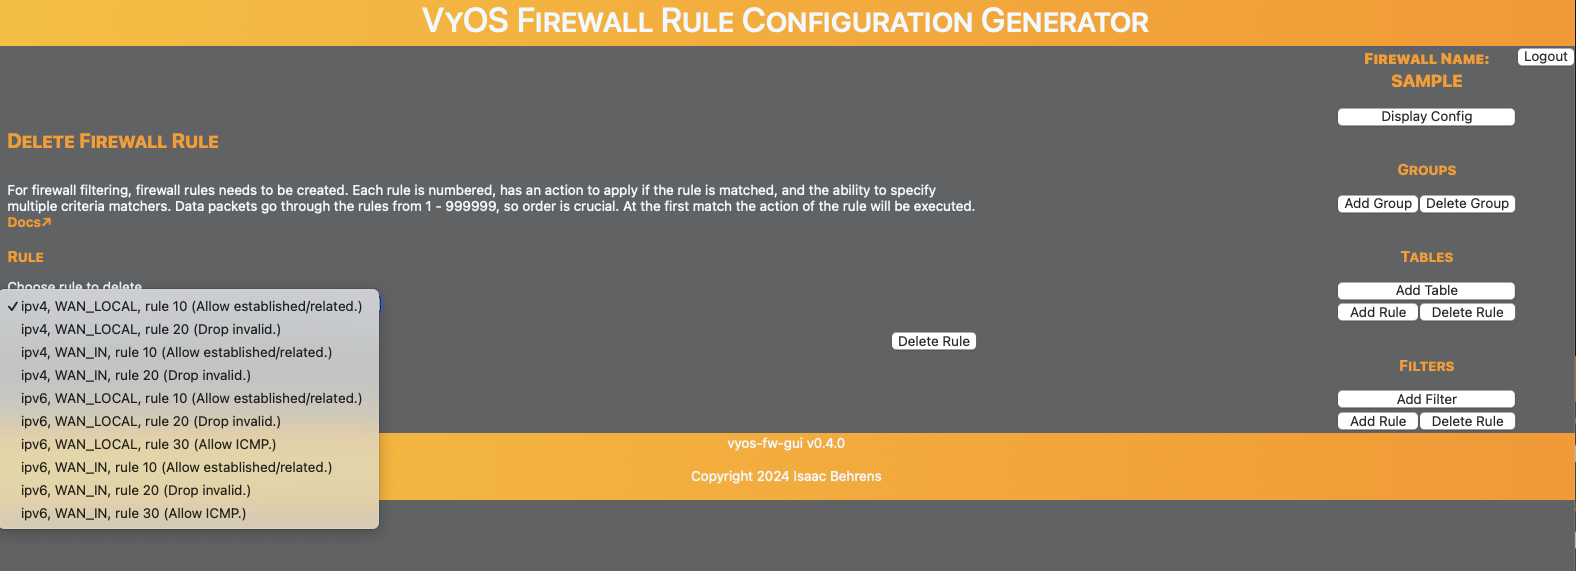 VyOS Firewall Rule Configuration Generator
Logout
Firewall Name:
SAMPLE
Display Config
Delete Firewall Rule
Groups
For firewall filtering, firewall rules needs to be created. Each rule is numbered, has an action to apply if the rule is matched, and the ability to specify
multiple criteria matchers. Data packets go through the rules from 1 - 999999, so order is crucial. At the first match the action of the rule will be executed.
Docs↗
Add Group Delete Group
Rule
Tables
Choose rule to delete
Add Table
Add Rule Delete Rule
✓ ipv4, WAN_LOCAL, rule 10 (Allow established/related.)
ipv4, WAN_LOCAL, rule 20 (Drop invalid.)
ipv4, WAN_IN, rule 10 (Allow established/related.)
ipv4, WAN_IN, rule 20 (Drop invalid.)
ipv6, WAN_LOCAL, rule 10 (Allow established/related.)
ipv6, WAN_LOCAL, rule 20 (Drop invalid.)
ipv6, WAN_LOCAL, rule 30 (Allow ICMP.)
ipv6, WAN_IN, rule 10 (Allow established/related.)
ipv6, WAN_IN, rule 20 (Drop invalid.)
ipv6, WAN_IN, rule 30 (Allow ICMP.)
Delete Rule
Filters
Add Filter
Add Rule Delete Rule
vyos-fw-gui v0.4.0
Copyright 2024 Isaac Behrens